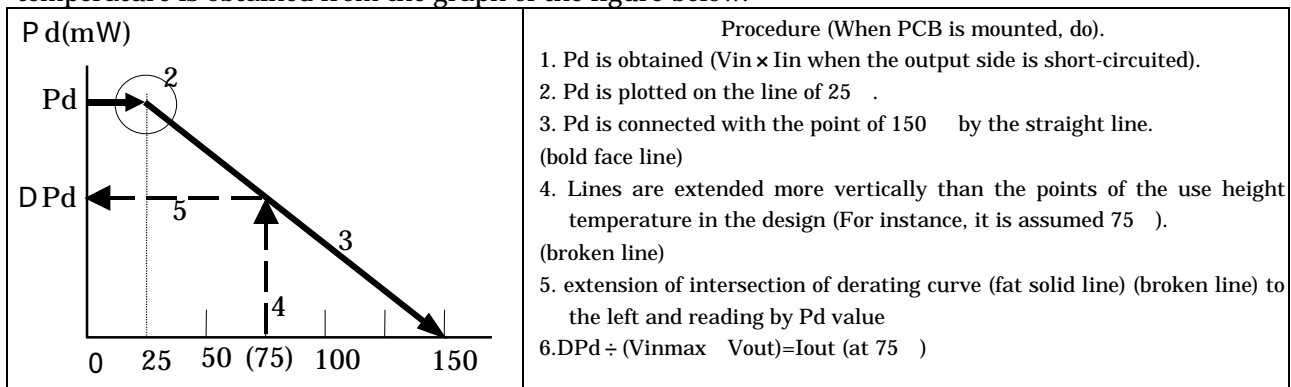 temperature is obtained from the graph of the figure below.
Pd(mW)
2
Pd
DPd
5
3
4
0 25 50 (75) 100 150
Procedure (When PCB is mounted, do).
1. Pd is obtained (Vin × Iin when the output side is short-circuited).
2. Pd is plotted on the line of 25 .
3. Pd is connected with the point of 150 by the straight line.
(bold face line)
4. Lines are extended more vertically than the points of the use height
temperature in the design (For instance, it is assumed 75 ).
(broken line)
5. extension of intersection of derating curve (fat solid line) (broken line) to
the left and reading by Pd value
6.DPd ÷ (Vinmax Vout)=Iout (at 75 )